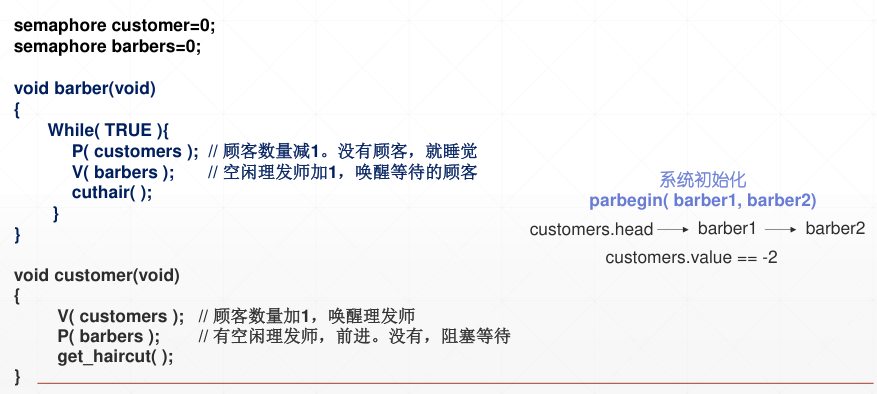 semaphore customer=0;
semaphore barbers=0;
void barber(void)
{
While( TRUE ){
P( customers ); // 顾客数量减1。没有顾客，就睡觉
V( barbers ); // 空闲理发师加1，唤醒等待的顾客
cuthair( );
}
}
void customer(void)
{
V( customers ); // 顾客数量加1，唤醒理发师
P( barbers ); // 有空闲理发师，前进。没有，阻塞等待
get_haircut( );
}
系统初始化
parbegin( barber1, barber2)
customers.head → barber1 → barber2
customers.value == -2